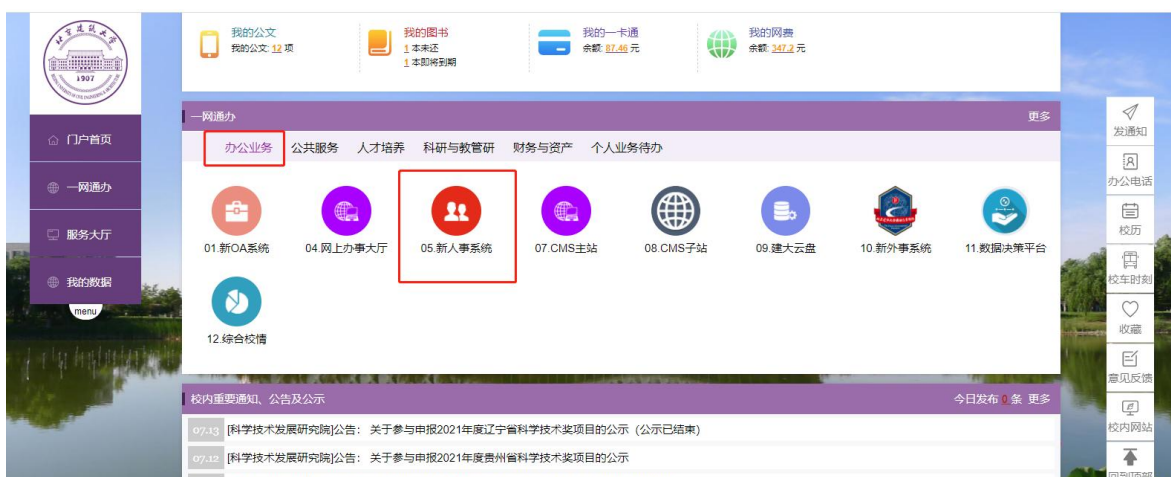 北京建筑大学
1907
门户首页
一网通办
服务大厅
我的数据
menu
我的公文
我的公文: 12 项
我的图书
1 本未还
1 本即将到期
我的一卡通
余额: 87.46 元
我的网费
余额: 347.2 元
一网通办 更多
办公业务 公共服务 人才培养 科研与教管研 财务与资产 个人业务待办
01.新OA系统 04.网上办事大厅 05.新人事系统 07.CMS主站 08.CMS子站 09.建大云盘 10.新外事系统 11.数据决策平台
12.综合校情
校内重要通知、公告及公示 今日发布 0 条 更多
07.13 [科学技术发展研究院]公告： 关于参与申报2021年度辽宁省科学技术奖项目的公示（公示已结束）
07.12 [科学技术发展研究院]公告： 关于参与申报2021年度贵州省科学技术奖项目的公示
发通知
办公电话
校历
校车时刻
收藏
意见反馈
校内网站
回到顶部